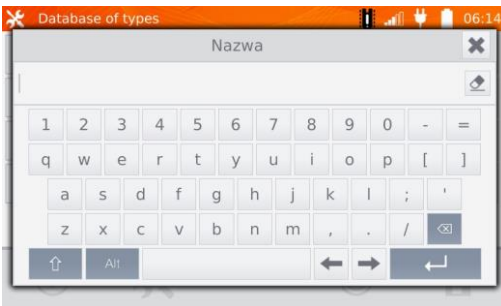 Database of types 06:14
Nazwa
1 2 3 4 5 6 7 8 9 0 - =
q w e r t y u i o p [ ]
a s d f g h j k l ; '
z x c v b n m , . /
Alt